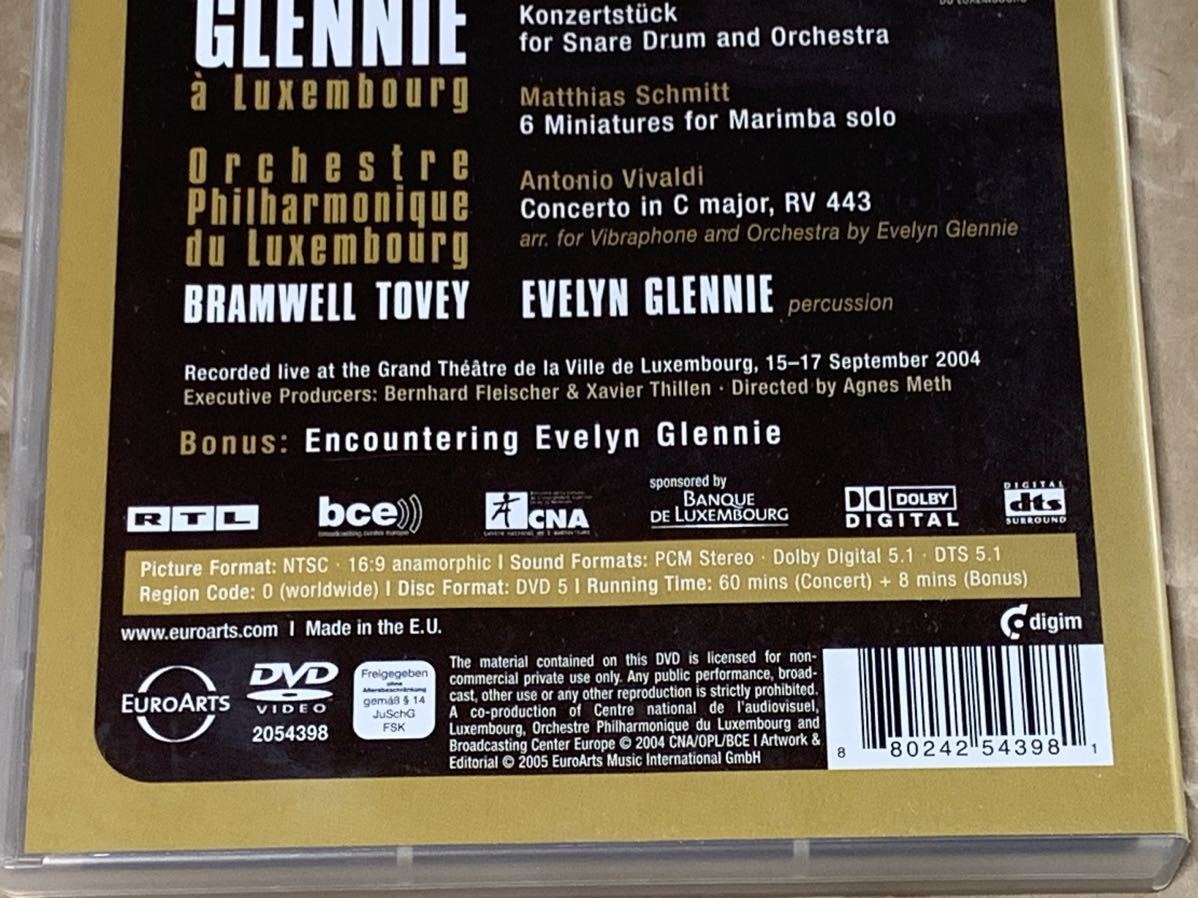 GLENNIE
à Luxembourg
Orchestre
Philharmonique
du Luxembourg
BRAMWELL TOVEY
DU LUXEMBOURG
Konzertstück
for Snare Drum and Orchestra
Matthias Schmitt
6 Miniatures for Marimba solo
Antonio Vivaldi
Concerto in C major, RV 443
arr. for Vibraphone and Orchestra by Evelyn Glennie
EVELYN GLENNIE percussion
Recorded live at the Grand Théâtre de la Ville de Luxembourg, 15–17 September 2004
Executive Producers: Bernhard Fleischer & Xavier Thillen · Directed by Agnes Meth
Bonus: Encountering Evelyn Glennie
RTL
bce
broadcasting center europe
CNA
sponsored by
BANQUE
DE LUXEMBOURG
DOLBY
DIGITAL
DIGITAL
dts
SURROUND
Picture Format: NTSC · 16:9 anamorphic I Sound Formats: PCM Stereo · Dolby Digital 5.1 · DTS 5.1
Region Code: 0 (worldwide) I Disc Format: DVD 5 I Running Time: 60 mins (Concert) + 8 mins (Bonus)
www.euroarts.com I Made in the E.U.
digim
EUROARTS
DVD
VIDEO
2054398
Freigegeben
ohne
Altersbeschränkung
gemäß § 14
JuSchG
FSK
The material contained on this DVD is licensed for non-
commercial private use only. Any public performance, broad-
cast, other use or any other reproduction is strictly prohibited.
A co-production of Centre national de l'audiovisuel,
Luxembourg, Orchestre Philharmonique du Luxembourg and
Broadcasting Center Europe © 2004 CNA/OPL/BCE I Artwork &
Editorial © 2005 EuroArts Music International GmbH
8 80242 54398 1